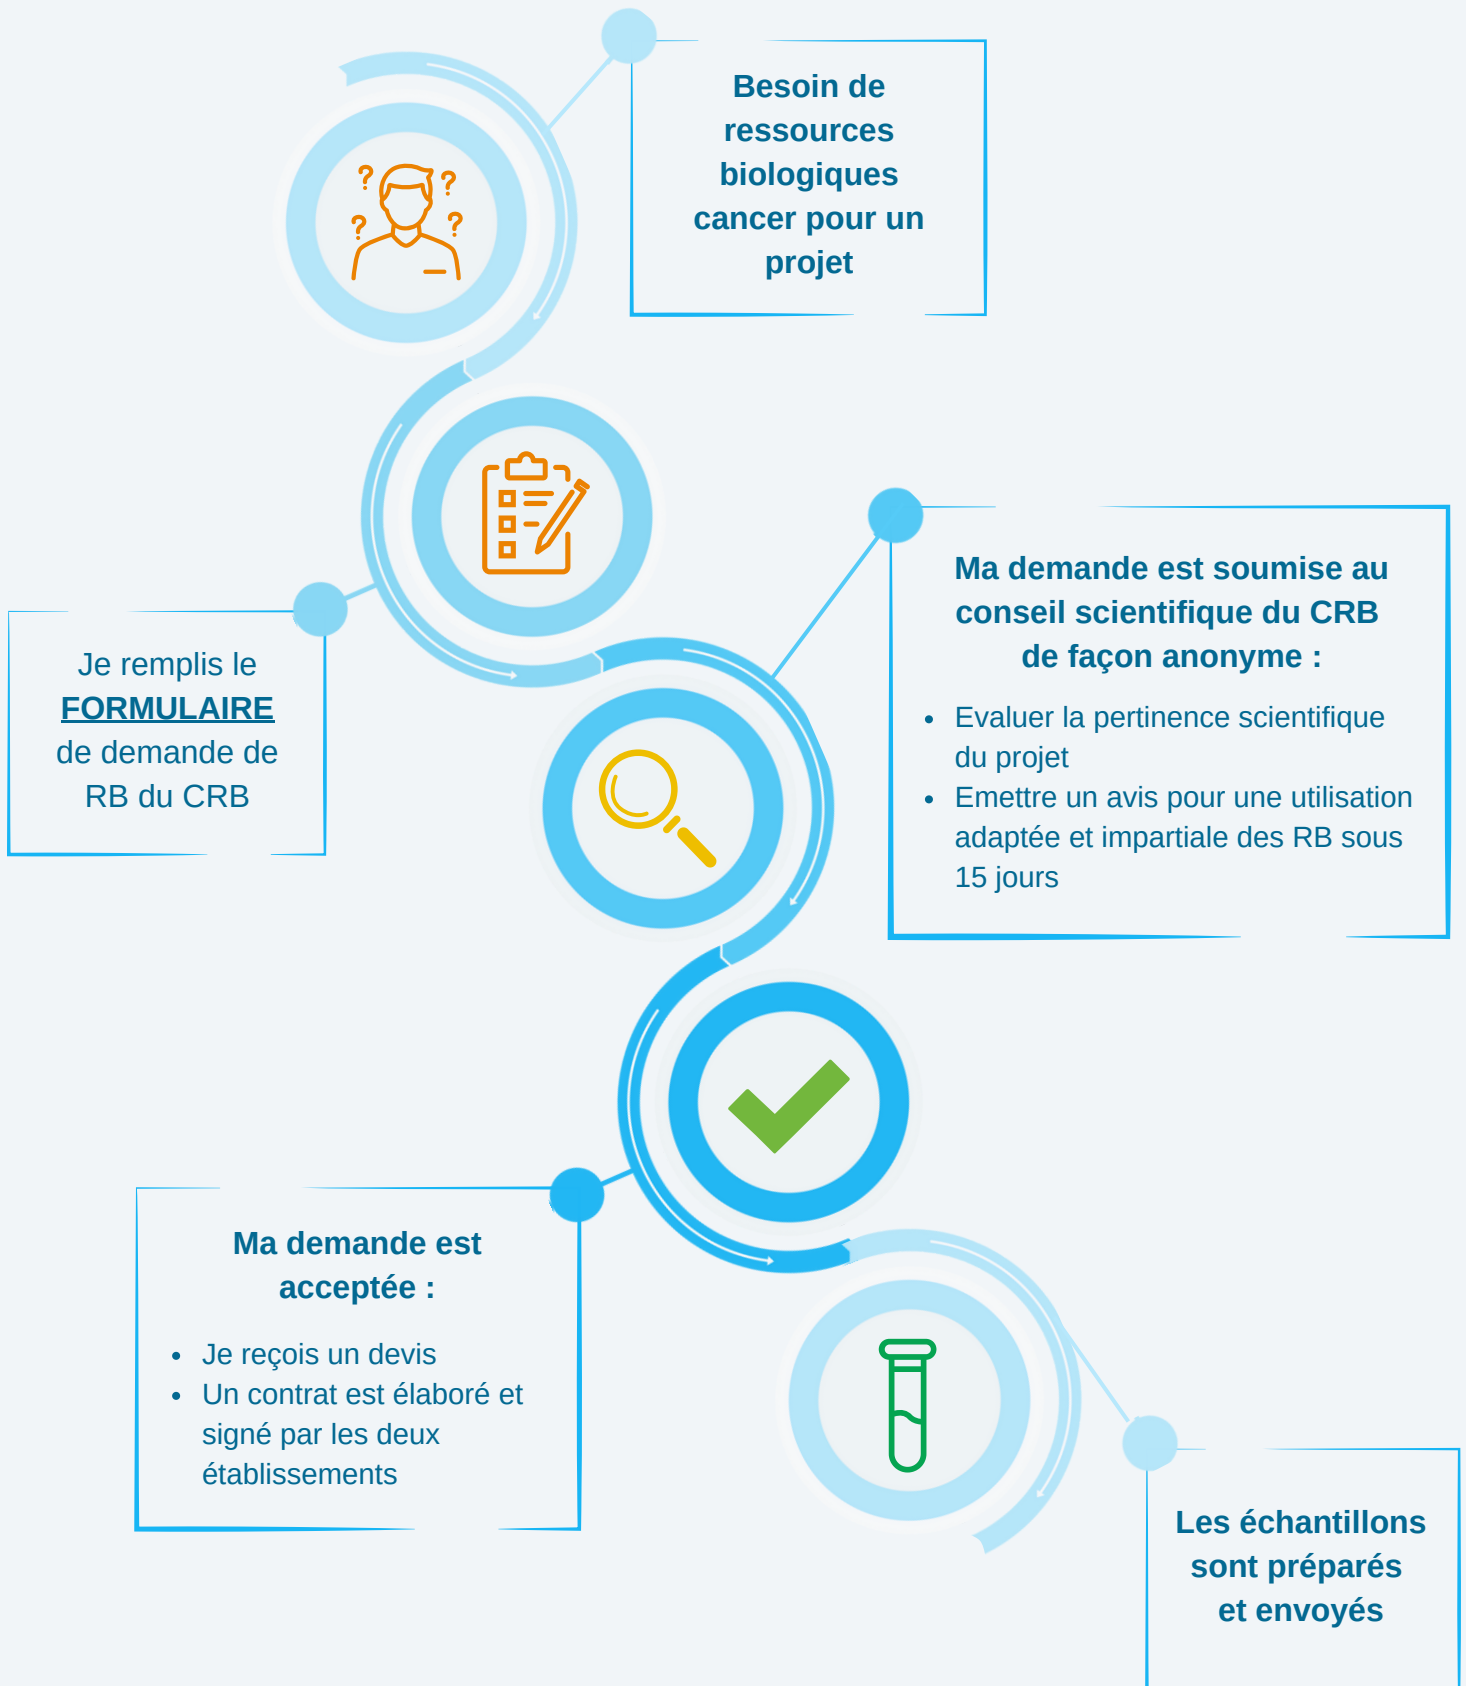 Besoin de
ressources
biologiques
cancer pour un
projet
Je remplis le
FORMULAIRE
de demande de
RB du CRB
Ma demande est soumise au
conseil scientifique du CRB
de façon anonyme :
• Evaluer la pertinence scientifique
du projet
• Emettre un avis pour une utilisation
adaptée et impartiale des RB sous
15 jours
Ma demande est
acceptée :
• Je reçois un devis
• Un contrat est élaboré et
signé par les deux
établissements
Les échantillons
sont préparés
et envoyés